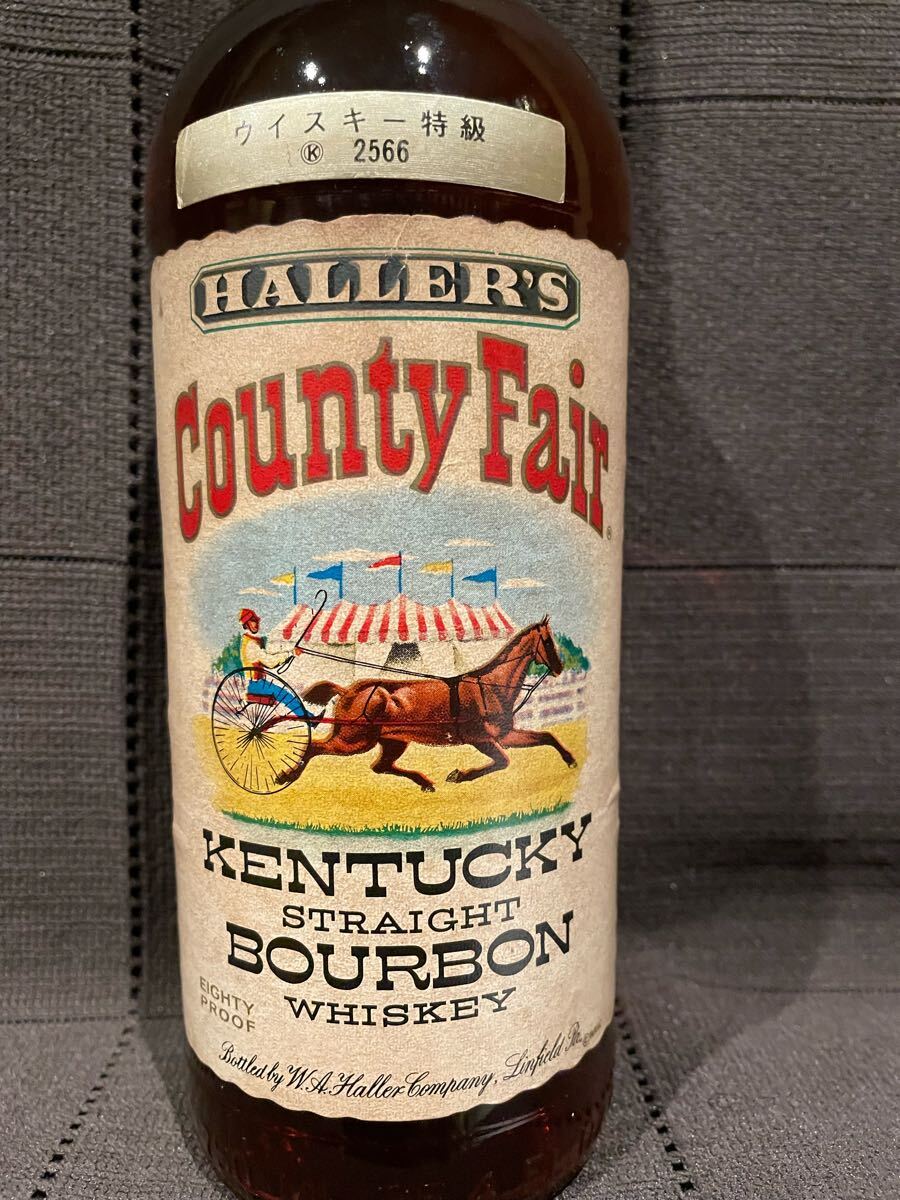 ウイスキー特級
Ⓚ 2566
HALLER'S
County Fair®
KENTUCKY
STRAIGHT
BOURBON
WHISKEY
EIGHTY
PROOF
Bottled by W.A. Haller Company, Linfield Pa.